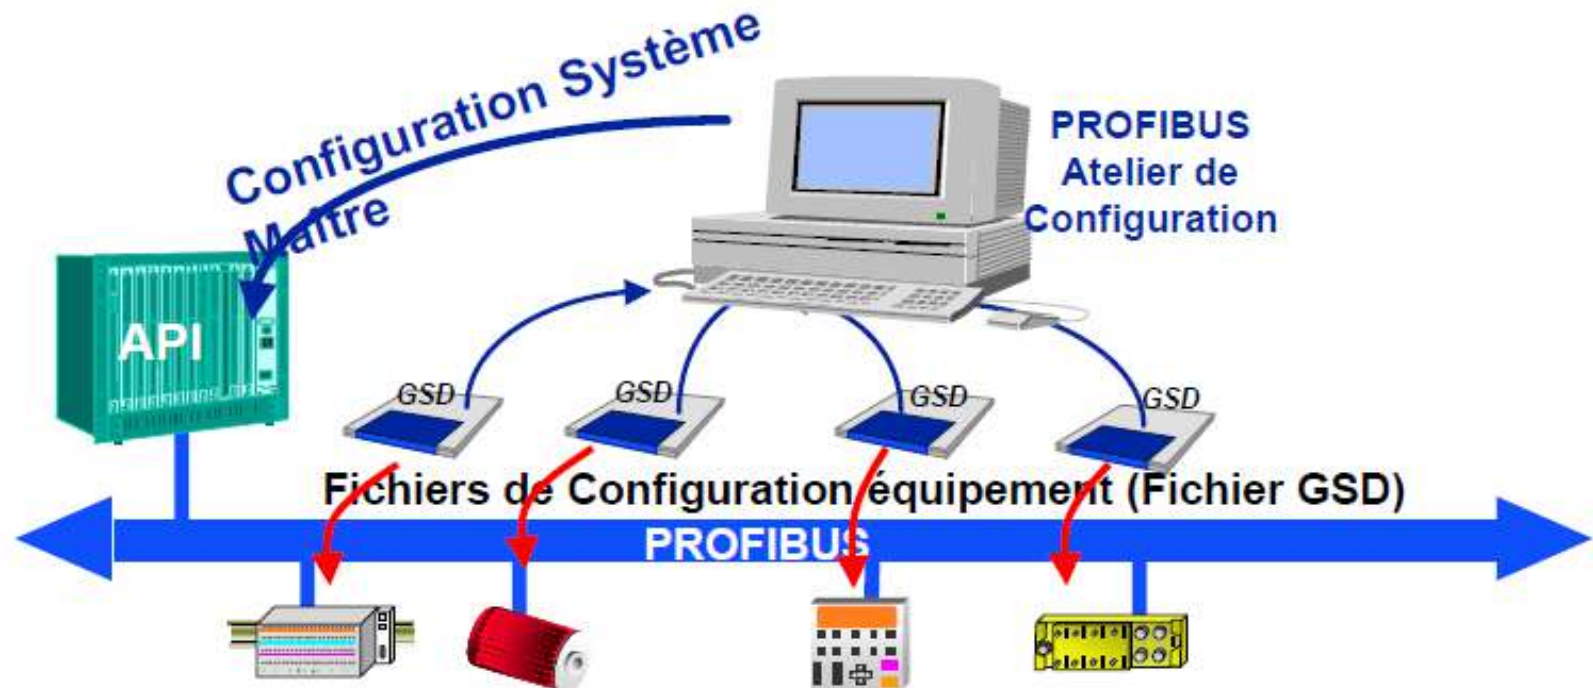 Configuration Système
Maître
PROFIBUS
Atelier de
Configuration
API
GSD
GSD
GSD
GSD
Fichiers de Configuration équipement (Fichier GSD)
PROFIBUS